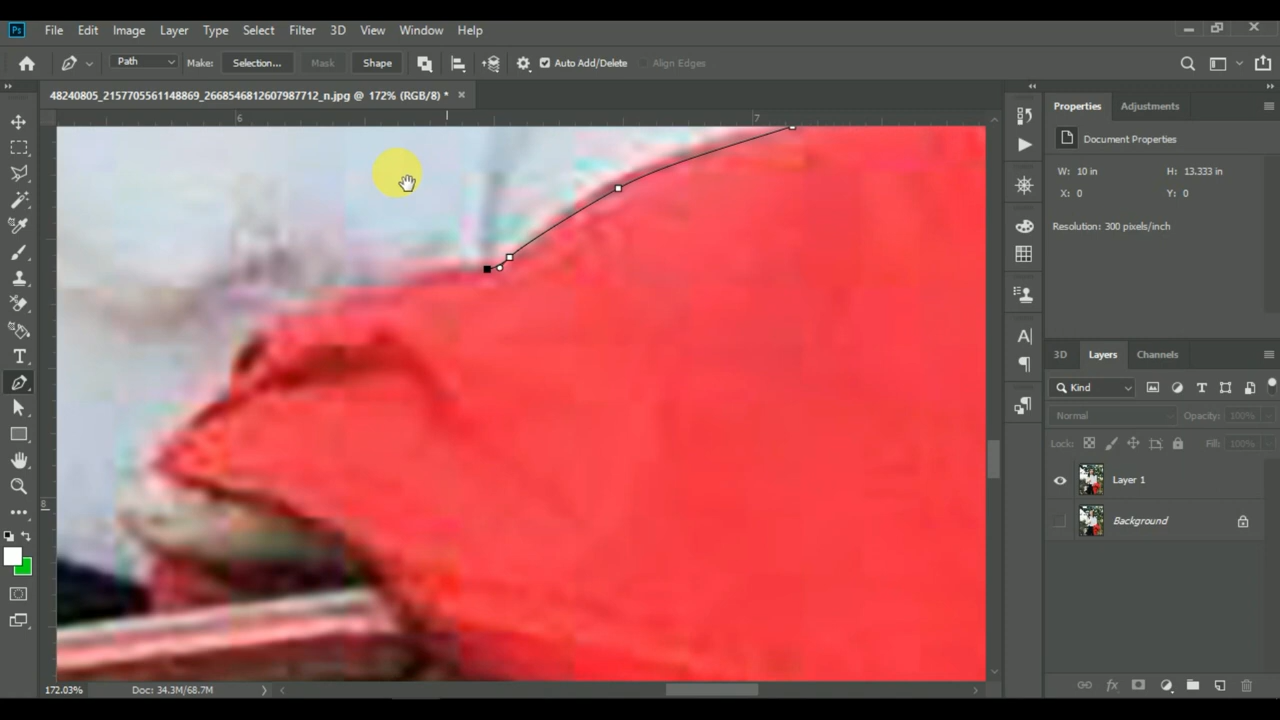 Ps File Edit Image Layer Type Select Filter 3D View Window Help
Path Make: Selection... Mask Shape Auto Add/Delete Align Edges
48240805_2157705561148869_2668546812607987712_n.jpg @ 172% (RGB/8) *
6 7
8
Properties Adjustments
Document Properties
W: 10 in H: 13.333 in
X: 0 Y: 0
Resolution: 300 pixels/inch
3D Layers Channels
Kind
Normal Opacity: 100%
Lock: Fill: 100%
Layer 1
Background
172.03% Doc: 34.3M/68.7M